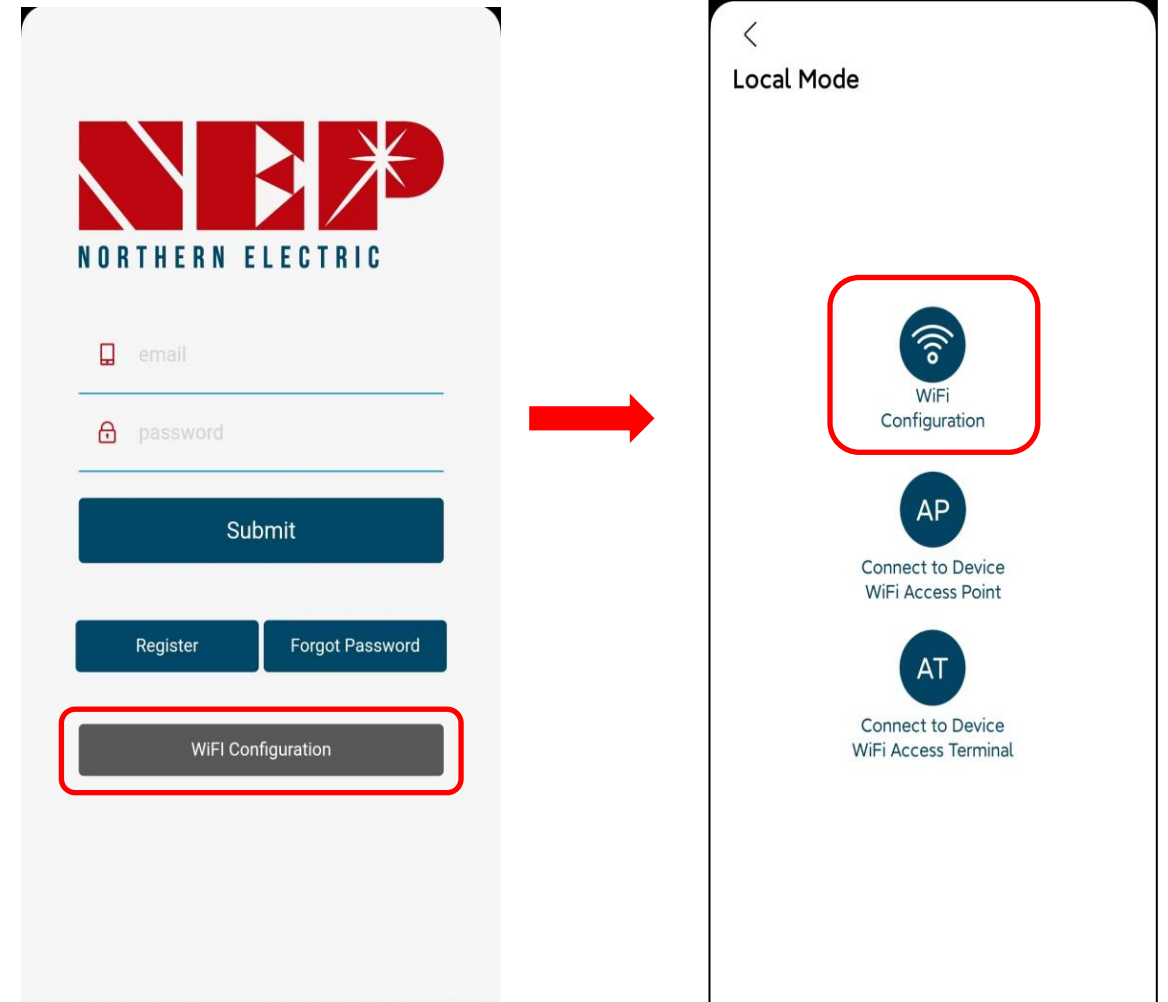 NEP
NORTHERN ELECTRIC
email
password
Submit
Register
Forgot Password
WiFI Configuration
Local Mode
WiFi
Configuration
AP
Connect to Device
WiFi Access Point
AT
Connect to Device
WiFi Access Terminal